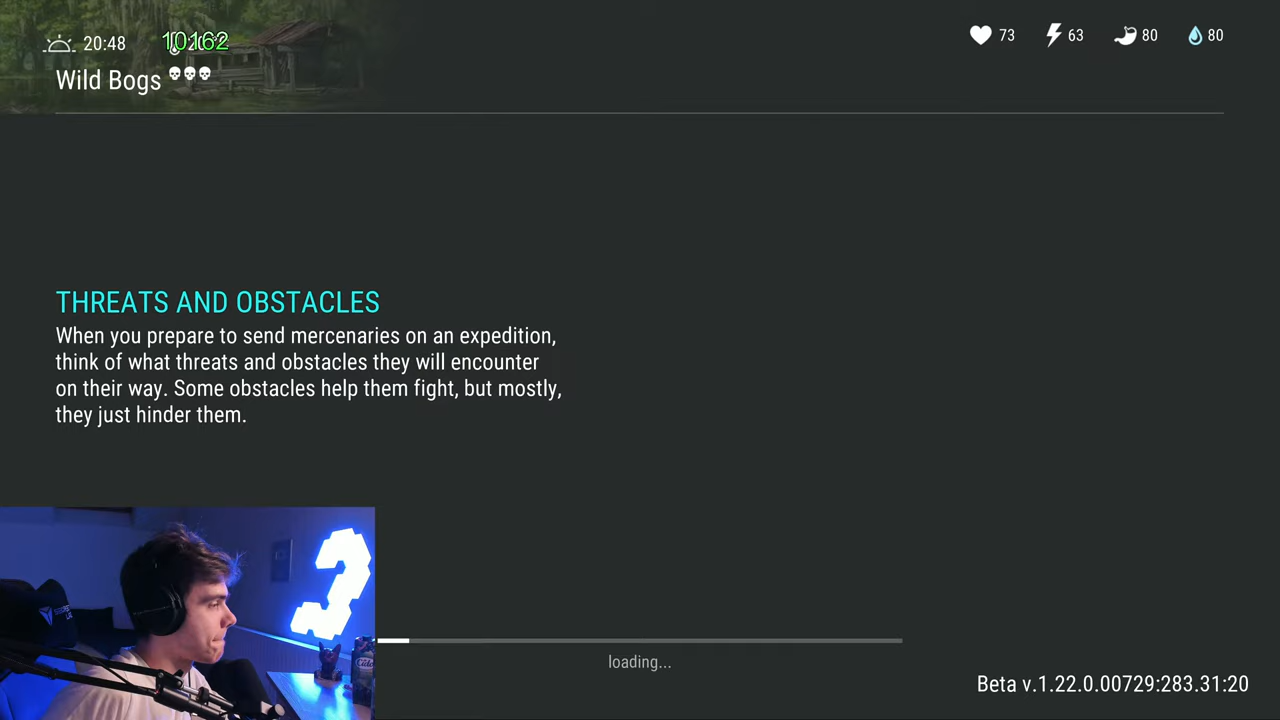 20:48
10162
73
63
80
80
Wild Bogs
THREATS AND OBSTACLES
When you prepare to send mercenaries on an expedition,
think of what threats and obstacles they will encounter
on their way. Some obstacles help them fight, but mostly,
they just hinder them.
loading...
Beta v.1.22.0.00729:283.31:20